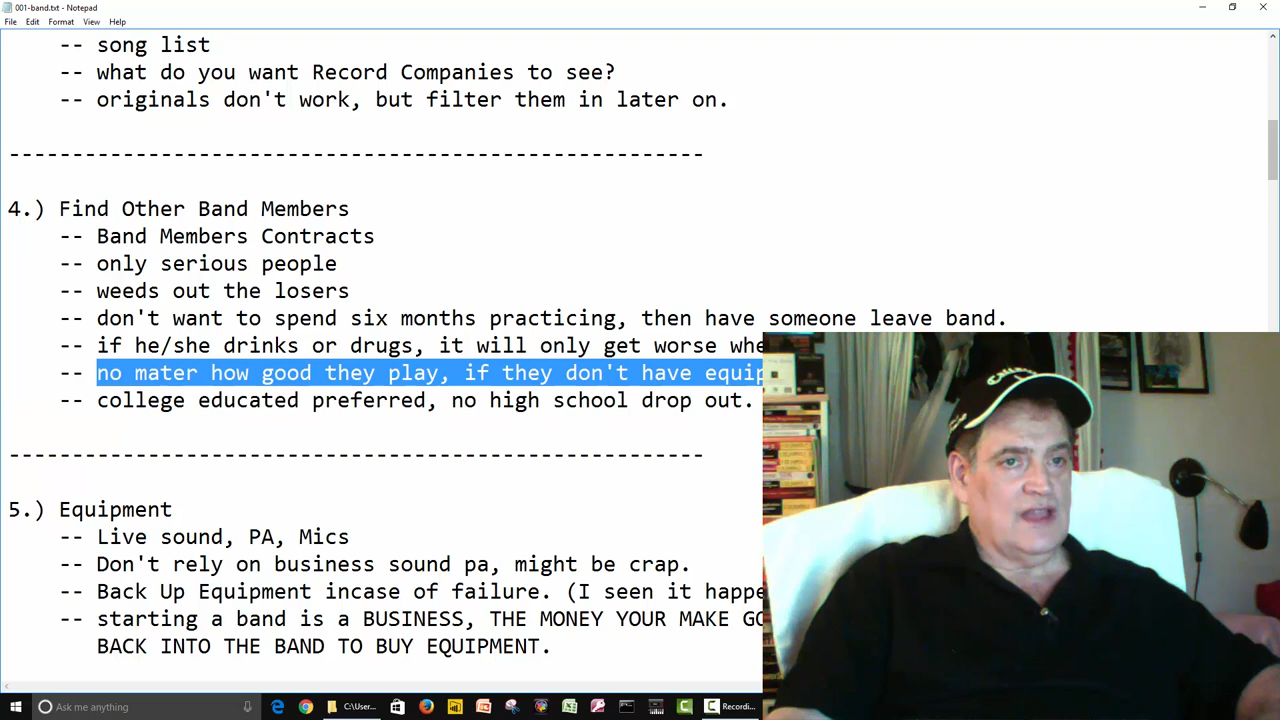 001-band.txt - Notepad
File Edit Format View Help
-- song list
-- what do you want Record Companies to see?
-- originals don't work, but filter them in later on.
-------------------------------------------------------
4.) Find Other Band Members
-- Band Members Contracts
-- only serious people
-- weeds out the losers
-- don't want to spend six months practicing, then have someone leave band.
-- if he/she drinks or drugs, it will only get worse whe
-- no mater how good they play, if they don't have equip
-- college educated preferred, no high school drop out.
-------------------------------------------------------
5.) Equipment
-- Live sound, PA, Mics
-- Don't rely on business sound pa, might be crap.
-- Back Up Equipment incase of failure. (I seen it happe
-- starting a band is a BUSINESS, THE MONEY YOUR MAKE GO
BACK INTO THE BAND TO BUY EQUIPMENT.
Ask me anything
C:\User...
Recordi...